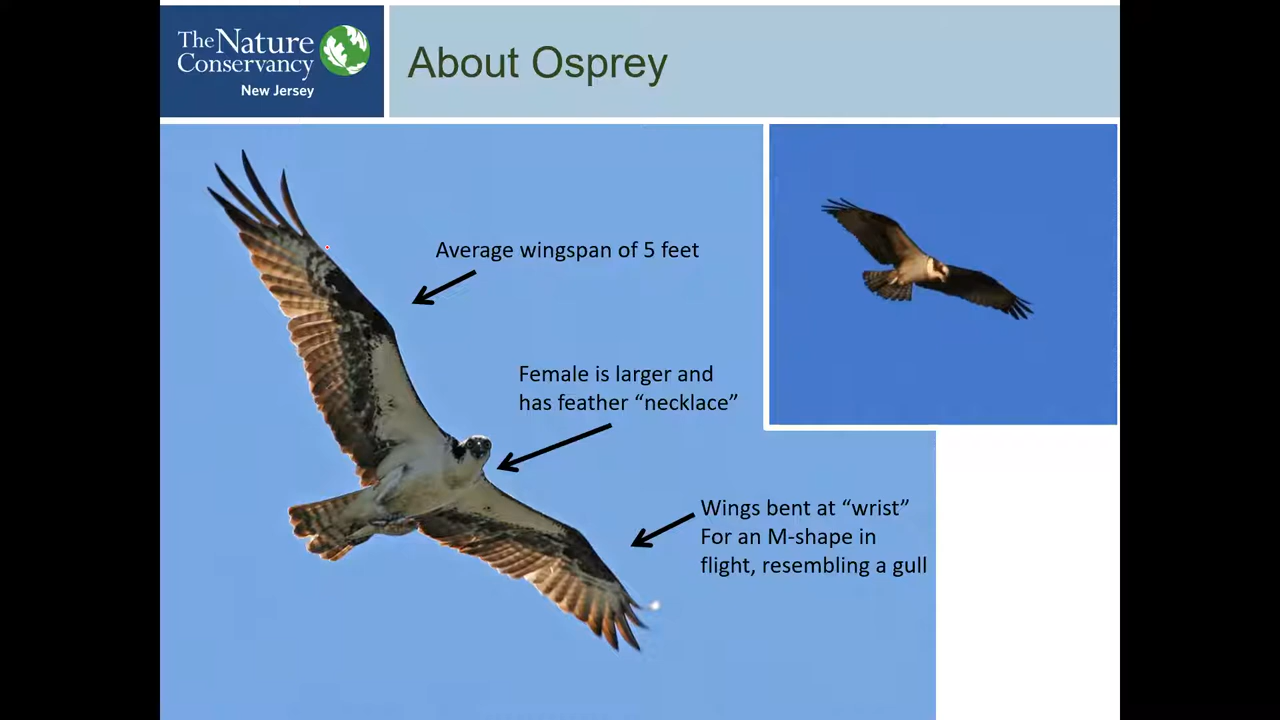 The Nature
Conservancy
New Jersey
About Osprey
Average wingspan of 5 feet
Female is larger and
has feather “necklace”
Wings bent at “wrist”
For an M-shape in
flight, resembling a gull